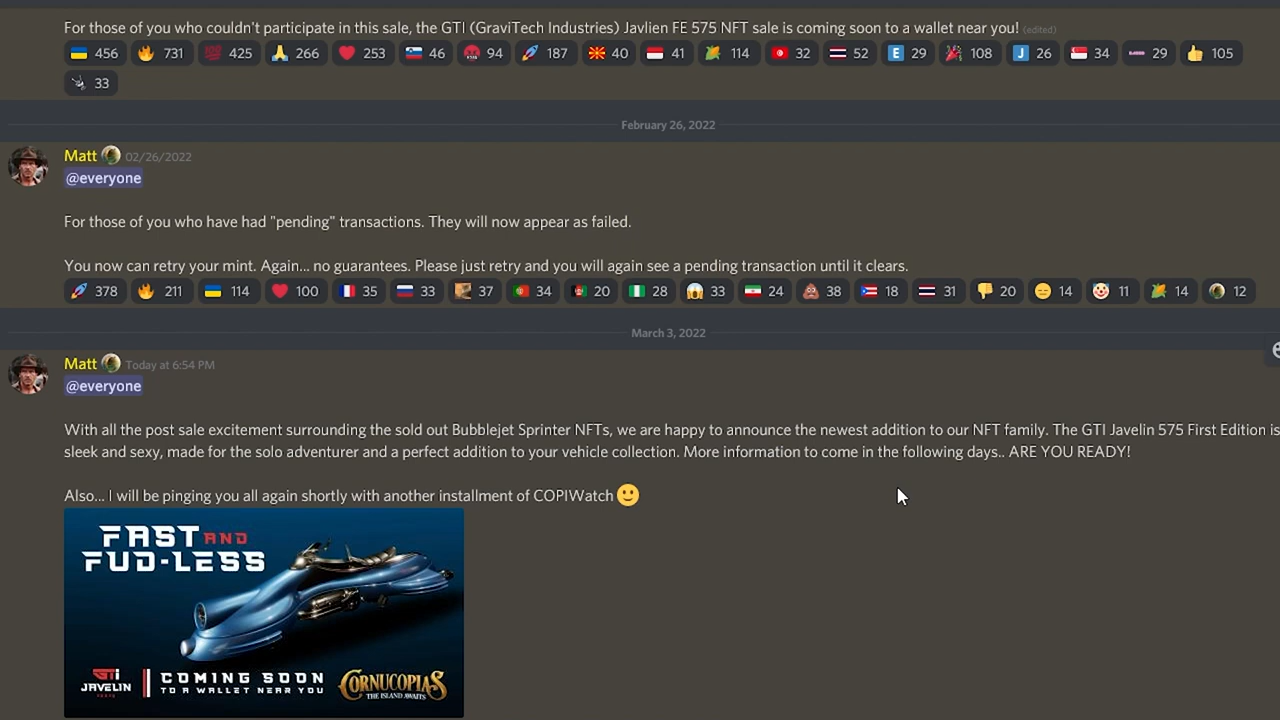 For those of you who couldn't participate in this sale, the GTI (GraviTech Industries) Javlien FE 575 NFT sale is coming soon to a wallet near you! (edited)
456 731 425 266 253 46 94 187 40 41 114 32 52 29 108 26 34 29 105
33
February 26, 2022
Matt 02/26/2022
@everyone
For those of you who have had "pending" transactions. They will now appear as failed.
You now can retry your mint. Again... no guarantees. Please just retry and you will again see a pending transaction until it clears.
378 211 114 100 35 33 37 34 20 28 33 24 38 18 31 20 14 11 14 12
March 3, 2022
Matt Today at 6:54 PM
@everyone
With all the post sale excitement surrounding the sold out Bubblejet Sprinter NFTs, we are happy to announce the newest addition to our NFT family. The GTI Javelin 575 First Edition is
sleek and sexy, made for the solo adventurer and a perfect addition to your vehicle collection. More information to come in the following days.. ARE YOU READY!
Also... I will be pinging you all again shortly with another installment of COPIWatch
FAST AND
FUD-LESS
GTi
JAVELIN
COMING SOON
TO A WALLET NEAR YOU
CORNUCOPIAS
THE ISLAND AWAITS